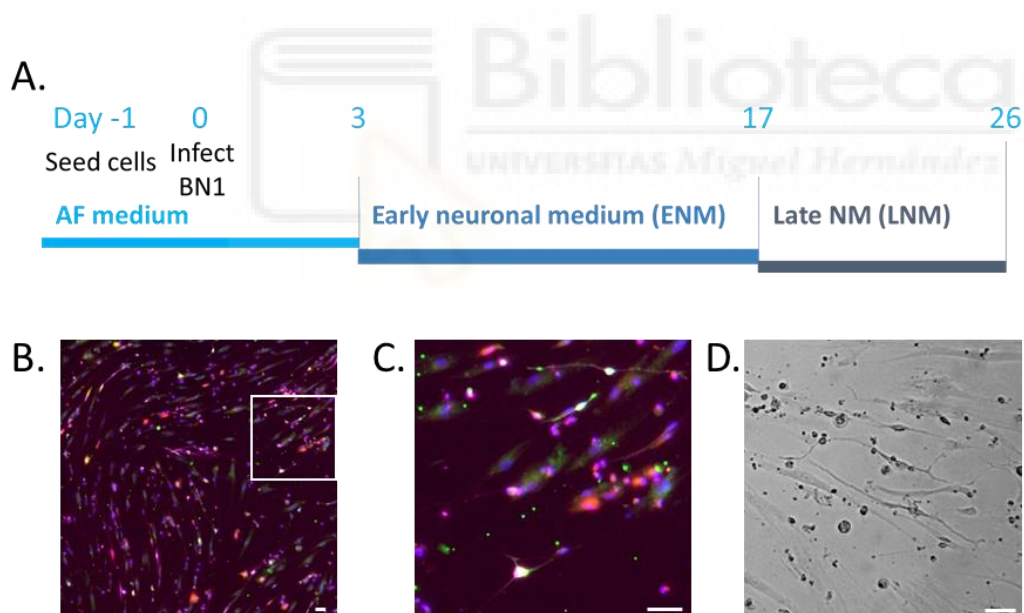 Biblioteca
UNIVERSITAS Miguel Hernández
A.
Day -1 0 3 17 26
Seed cells Infect BN1
AF medium Early neuronal medium (ENM) Late NM (LNM)
B. C. D.